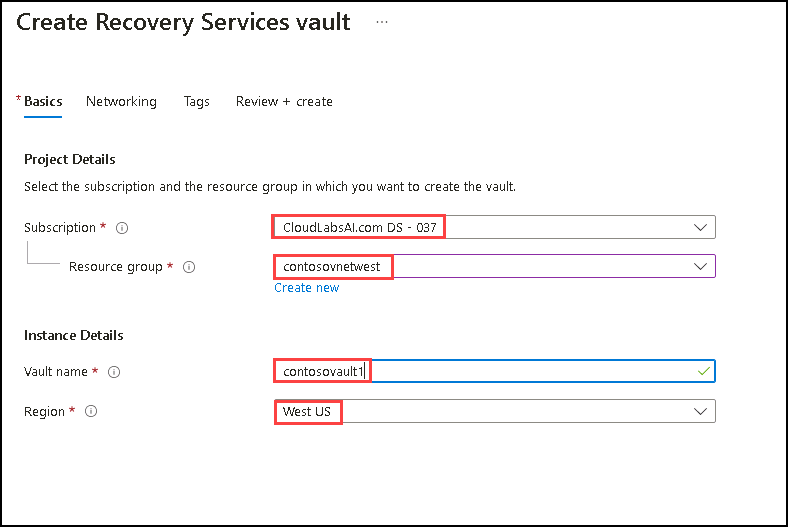 Create Recovery Services vault ...
* Basics Networking Tags Review + create
Project Details
Select the subscription and the resource group in which you want to create the vault.
Subscription * CloudLabsAI.com DS - 037
Resource group * contosovnetwest
Create new
Instance Details
Vault name * contosovault1
Region * West US